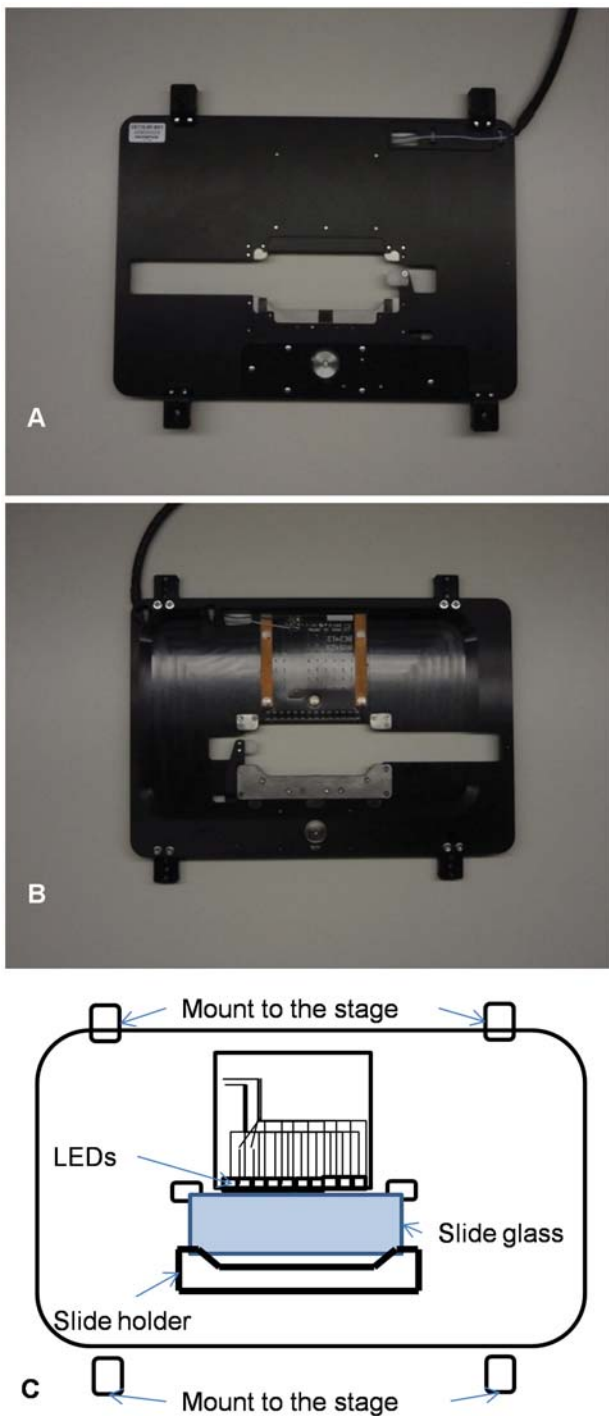 A
B
Mount to the stage
LEDs
Slide glass
Slide holder
C
Mount to the stage